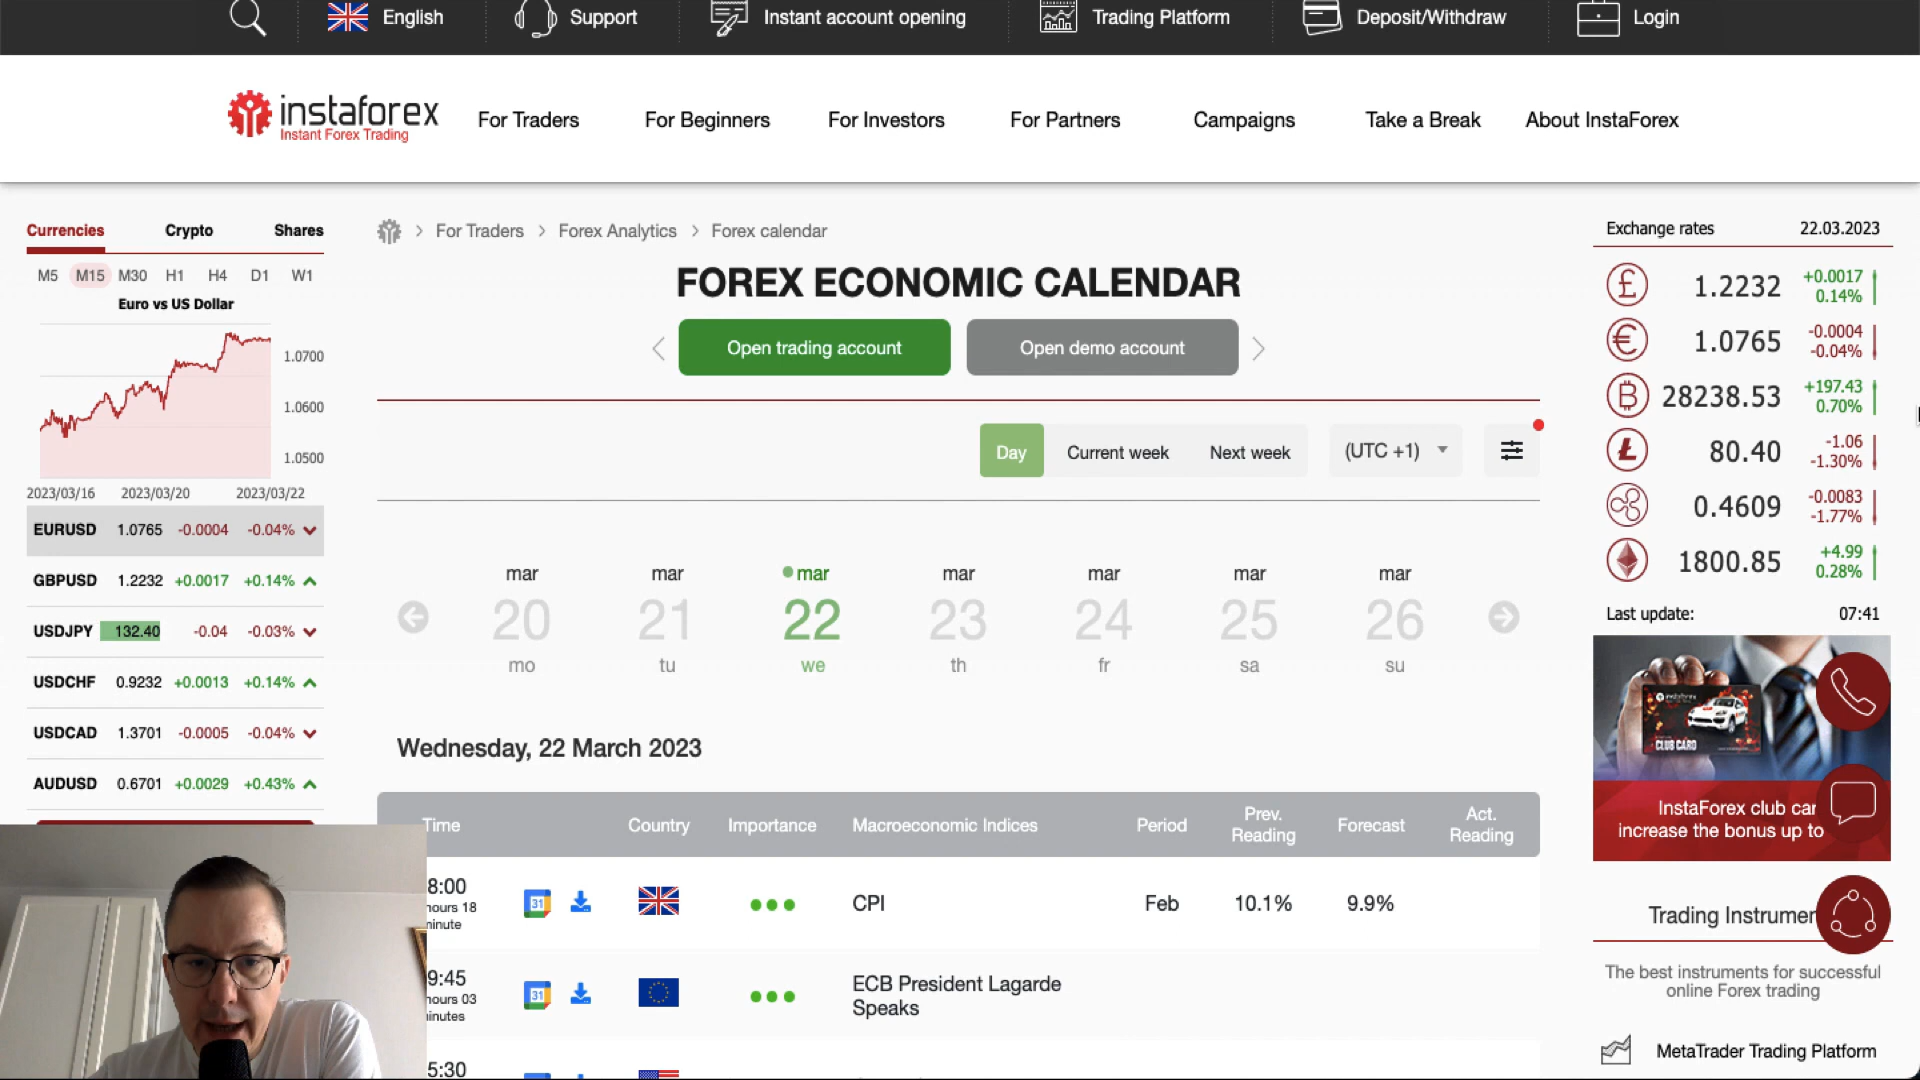 English
Support
Instant account opening
Trading Platform
Deposit/Withdraw
Login
instaforex
Instant Forex Trading
For Traders
For Beginners
For Investors
For Partners
Campaigns
Take a Break
About InstaForex
Currencies
Crypto
Shares
M5 M15 M30 H1 H4 D1 W1
Euro vs US Dollar
1.0700
1.0600
1.0500
2023/03/16 2023/03/20 2023/03/22
EURUSD 1.0765 -0.0004 -0.04%
GBPUSD 1.2232 +0.0017 +0.14%
USDJPY 132.40 -0.04 -0.03%
USDCHF 0.9232 +0.0013 +0.14%
USDCAD 1.3701 -0.0005 -0.04%
AUDUSD 0.6701 +0.0029 +0.43%
> For Traders > Forex Analytics > Forex calendar
FOREX ECONOMIC CALENDAR
Open trading account
Open demo account
Day
Current week
Next week
(UTC +1)
mar mar mar mar mar mar mar
20 21 22 23 24 25 26
mo tu we th fr sa su
Wednesday, 22 March 2023
Time Country Importance Macroeconomic Indices Period Prev. Reading Forecast Act. Reading
8:00
hours 18
minute
31
CPI Feb 10.1% 9.9%
9:45
hours 03
minutes
31
ECB President Lagarde
Speaks
5:30
Exchange rates 22.03.2023
£ 1.2232 +0.0017
0.14%
€ 1.0765 -0.0004
-0.04%
28238.53 +197.43
0.70%
80.40 -1.06
-1.30%
0.4609 -0.0083
-1.77%
1800.85 +4.99
0.28%
Last update: 07:41
instaforex
CLUB CARD
InstaForex club car
increase the bonus up to
Trading Instrumen
The best instruments for successful
online Forex trading
MetaTrader Trading Platform